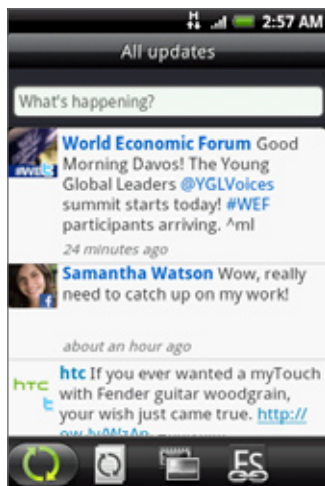 H 2:57 AM
All updates
What's happening?
World Economic Forum Good
Morning Davos! The Young
Global Leaders @YGLVoices
summit starts today! #WEF
participants arriving. ^ml
24 minutes ago
Samantha Watson Wow, really
need to catch up on my work!
about an hour ago
htc
htc If you ever wanted a myTouch
with Fender guitar woodgrain,
your wish just came true. http://
FS